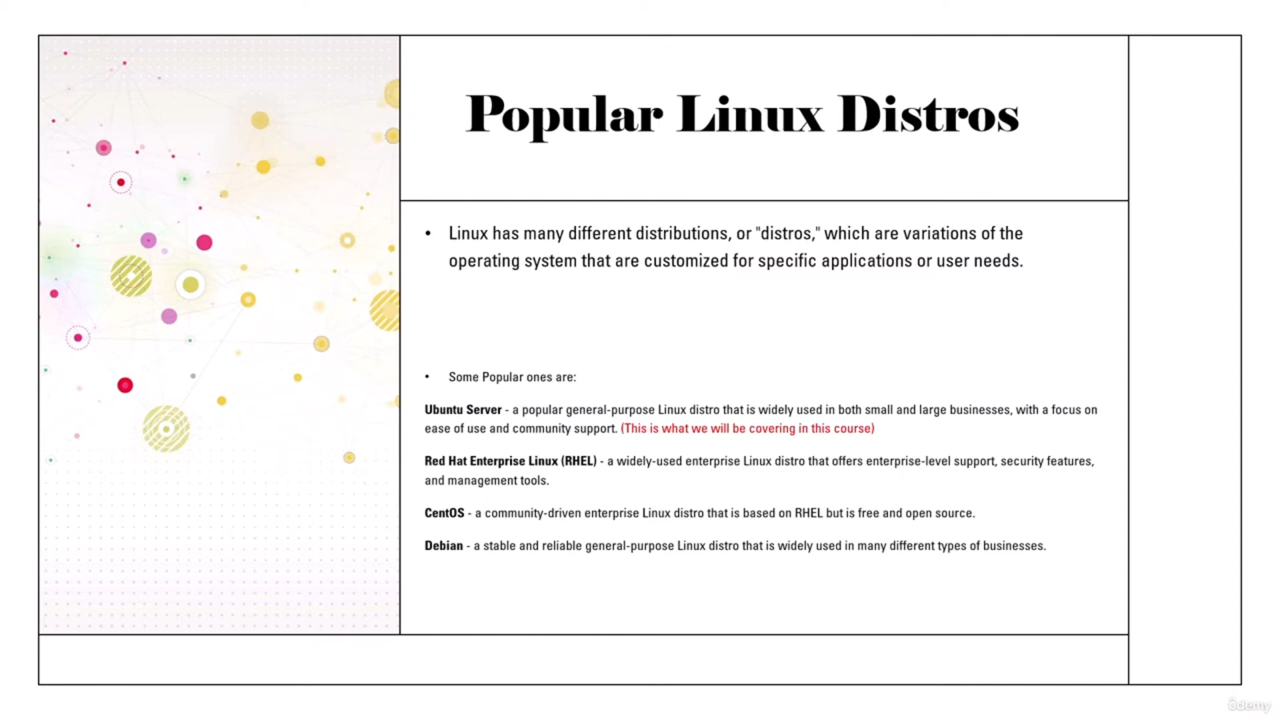 Popular Linux Distros
• Linux has many different distributions, or "distros," which are variations of the
operating system that are customized for specific applications or user needs.
• Some Popular ones are:
Ubuntu Server - a popular general-purpose Linux distro that is widely used in both small and large businesses, with a focus on
ease of use and community support. (This is what we will be covering in this course)
Red Hat Enterprise Linux (RHEL) - a widely-used enterprise Linux distro that offers enterprise-level support, security features,
and management tools.
CentOS - a community-driven enterprise Linux distro that is based on RHEL but is free and open source.
Debian - a stable and reliable general-purpose Linux distro that is widely used in many different types of businesses.
ûdemy